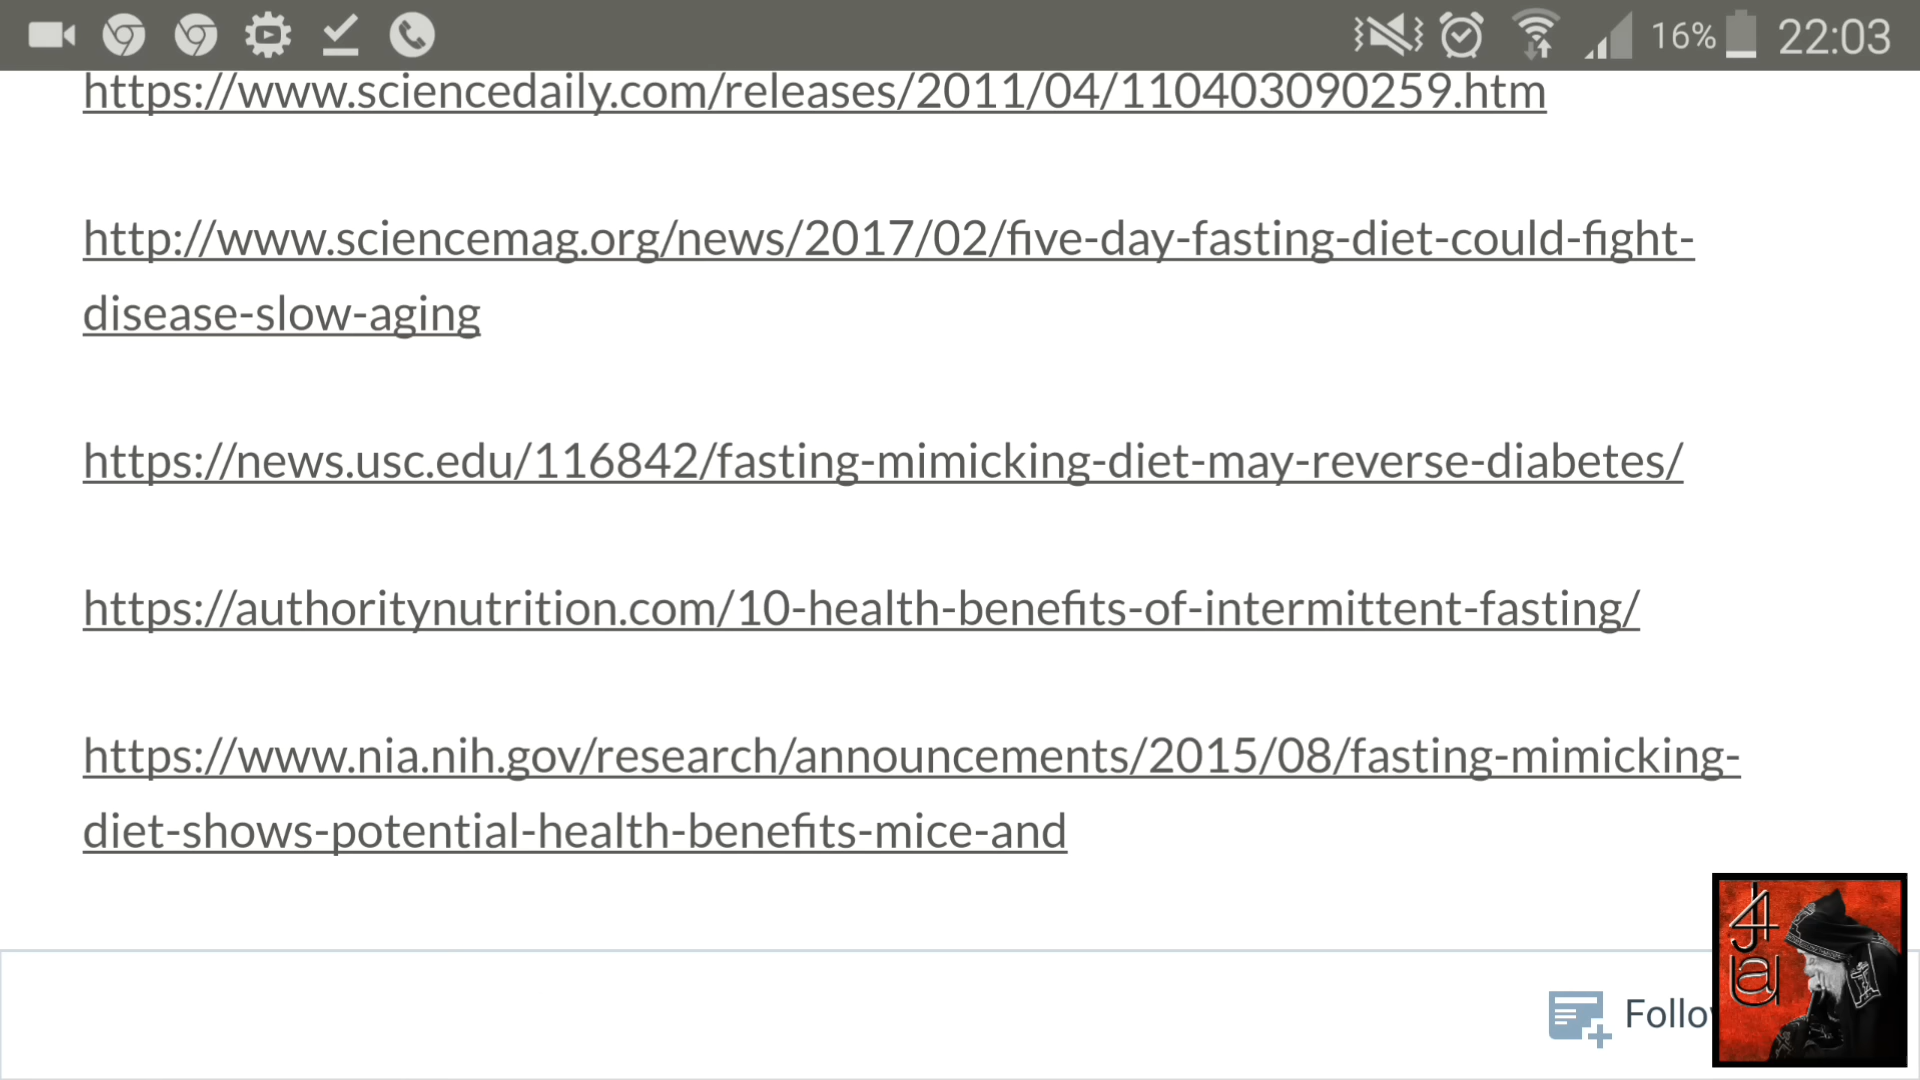 16% 22:03
https://www.sciencedaily.com/releases/2011/04/110403090259.htm
http://www.sciencemag.org/news/2017/02/five-day-fasting-diet-could-fight-
disease-slow-aging
https://news.usc.edu/116842/fasting-mimicking-diet-may-reverse-diabetes/
https://authoritynutrition.com/10-health-benefits-of-intermittent-fasting/
https://www.nia.nih.gov/research/announcements/2015/08/fasting-mimicking-
diet-shows-potential-health-benefits-mice-and